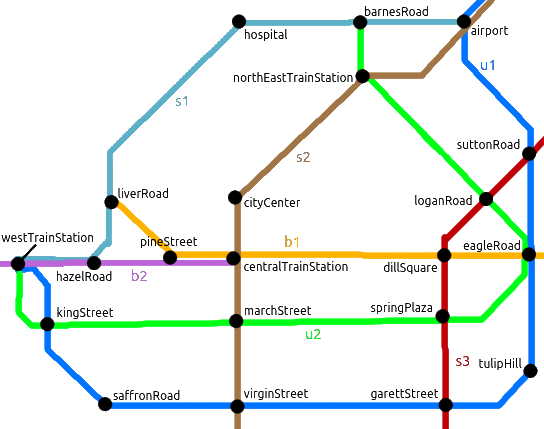 barnesRoad
hospital
airport
u1
northEastTrainStation
s1
suttonRoad
s2
liverRoad
cityCenter
loganRoad
westTrainStation
pineStreet
b1
eagleRoad
hazelRoad
b2
centralTrainStation
dillSquare
kingStreet
marchStreet
springPlaza
u2
s3
tulipHill
saffronRoad
virginStreet
garettStreet